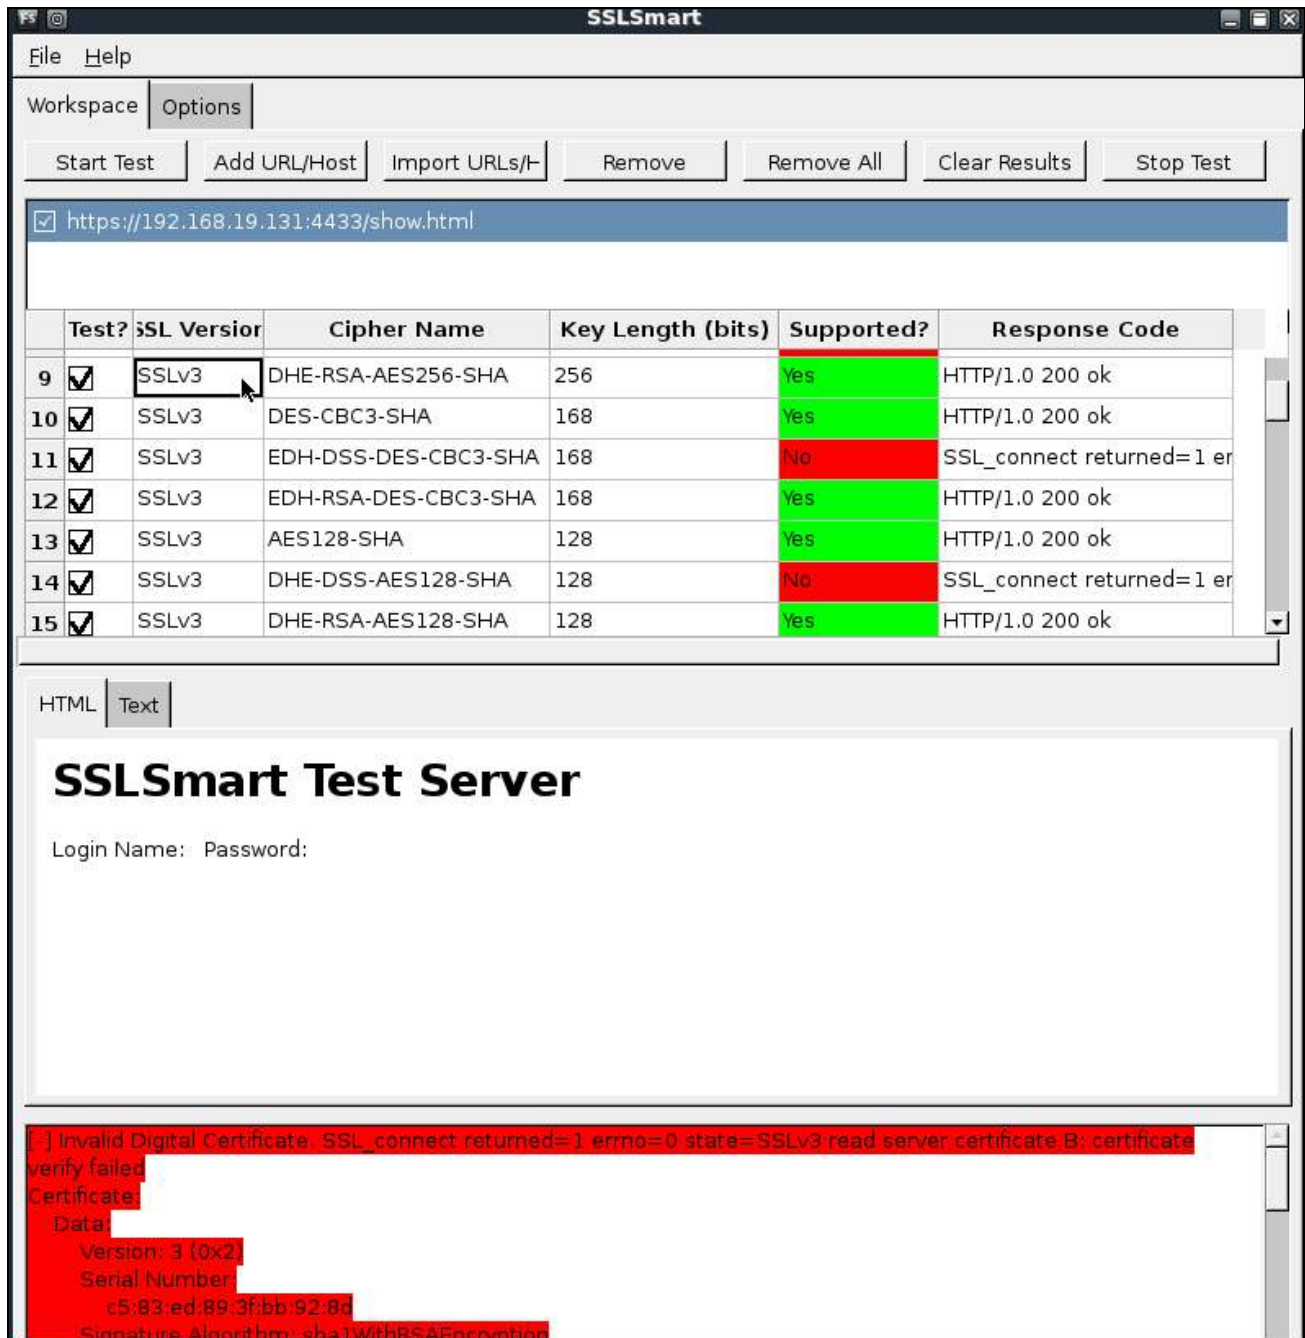 SSLSmart
File Help
Workspace Options
Start Test Add URL/Host Import URLs/H Remove Remove All Clear Results Stop Test
https://192.168.19.131:4433/show.html
Test? SSL Version Cipher Name Key Length (bits) Supported? Response Code
9 SSLv3 DHE-RSA-AES256-SHA 256 Yes HTTP/1.0 200 ok
10 SSLv3 DES-CBC3-SHA 168 Yes HTTP/1.0 200 ok
11 SSLv3 EDH-DSS-DES-CBC3-SHA 168 No SSL_connect returned=1 er
12 SSLv3 EDH-RSA-DES-CBC3-SHA 168 Yes HTTP/1.0 200 ok
13 SSLv3 AES128-SHA 128 Yes HTTP/1.0 200 ok
14 SSLv3 DHE-DSS-AES128-SHA 128 No SSL_connect returned=1 er
15 SSLv3 DHE-RSA-AES128-SHA 128 Yes HTTP/1.0 200 ok
HTML Text
SSLSmart Test Server
Login Name: Password:
[-] Invalid Digital Certificate. SSL_connect returned=1 errno=0 state=SSLv3 read server certificate B: certificate
verify failed
Certificate:
Data:
Version: 3 (0x2)
Serial Number:
c5:83:ed:89:3f:bb:92:8d
Signature Algorithm: sha1WithRSAEncryption